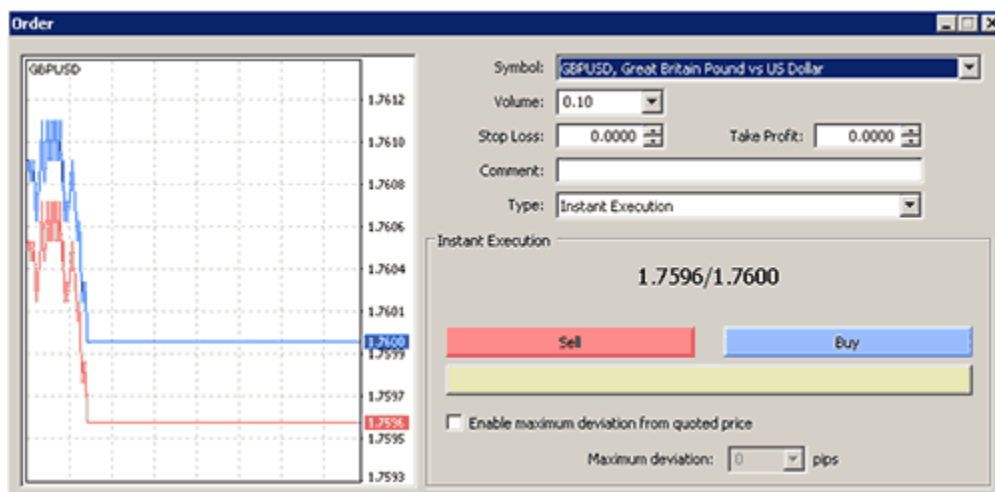 Order
GBPUSD
1.7612
1.7610
1.7608
1.7606
1.7604
1.7601
1.7600
1.7599
1.7597
1.7596
1.7595
1.7593
Symbol: GBPUSD, Great Britain Pound vs US Dollar
Volume: 0.10
Stop Loss: 0.0000 Take Profit: 0.0000
Comment:
Type: Instant Execution
Instant Execution
1.7596/1.7600
Sell Buy
Enable maximum deviation from quoted price
Maximum deviation: 0 pips